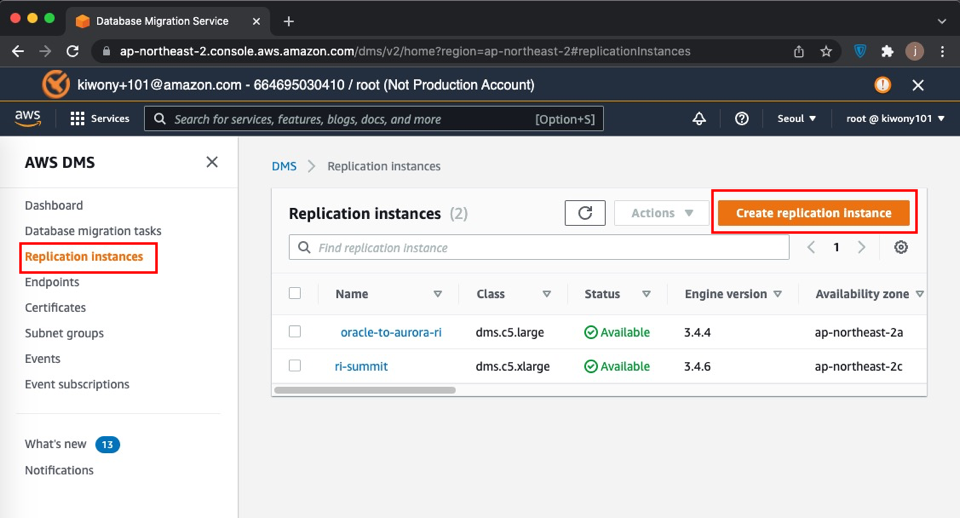 Database Migration Service
ap-northeast-2.console.aws.amazon.com/dms/v2/home?region=ap-northeast-2#replicationInstances
j
kiwony+101@amazon.com - 664695030410 / root (Not Production Account)
aws Services Search for services, features, blogs, docs, and more [Option+S] Seoul root @ kiwony101
AWS DMS
Dashboard
Database migration tasks
Replication instances
Endpoints
Certificates
Subnet groups
Events
Event subscriptions
What's new 13
Notifications
DMS Replication instances
Replication instances (2) Actions Create replication instance
Find replication instance 1
Name Class Status Engine version Availability zone
oracle-to-aurora-ri dms.c5.large Available 3.4.4 ap-northeast-2a
ri-summit dms.c5.xlarge Available 3.4.6 ap-northeast-2c